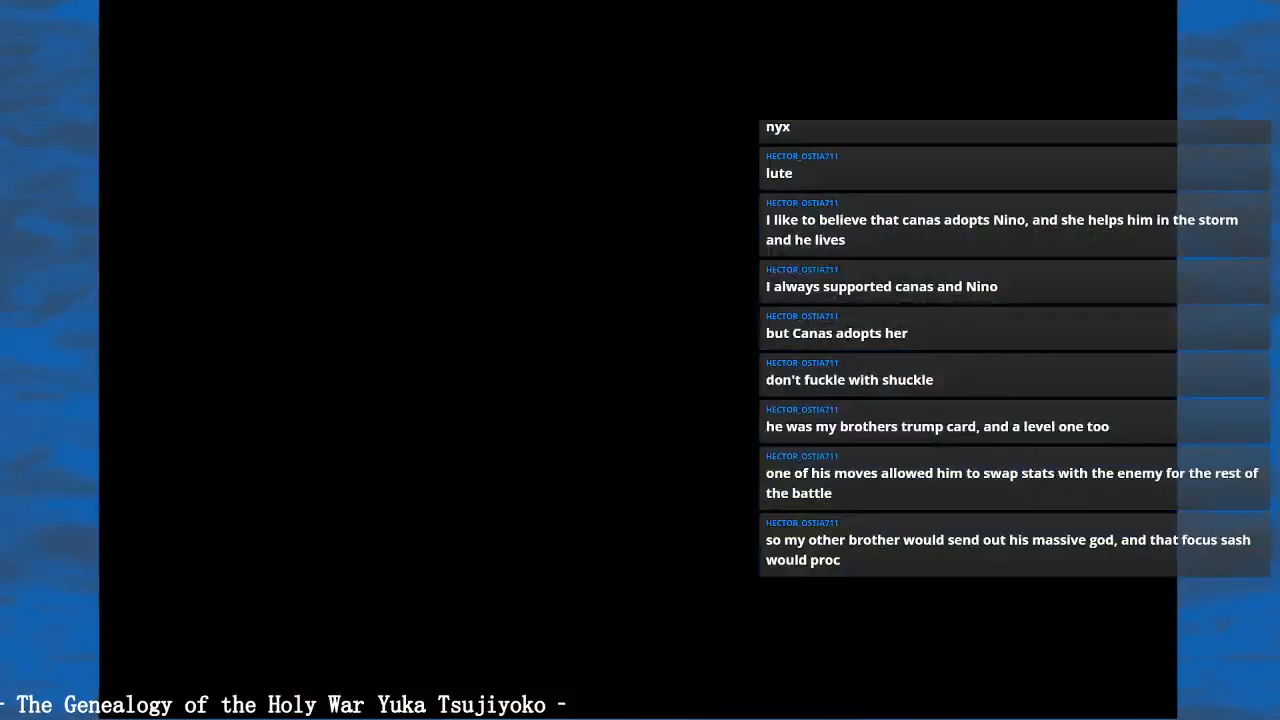 nyx
HECTOR_OSTIA711
lute
HECTOR_OSTIA711
I like to believe that canas adopts Nino, and she helps him in the storm
and he lives
HECTOR_OSTIA711
I always supported canas and Nino
HECTOR_OSTIA711
but Canas adopts her
HECTOR_OSTIA711
don't fuckle with shuckle
HECTOR_OSTIA711
he was my brothers trump card, and a level one too
HECTOR_OSTIA711
one of his moves allowed him to swap stats with the enemy for the rest of
the battle
HECTOR_OSTIA711
so my other brother would send out his massive god, and that focus sash
would proc
- The Genealogy of the Holy War Yuka Tsujiyoko -